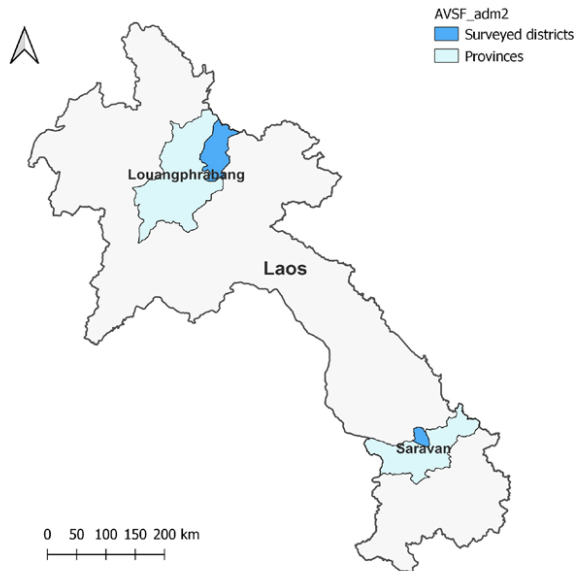 AVSF_adm2
Surveyed districts
Provinces
Louangphrabang
Laos
Saravan
0 50 100 150 200 km